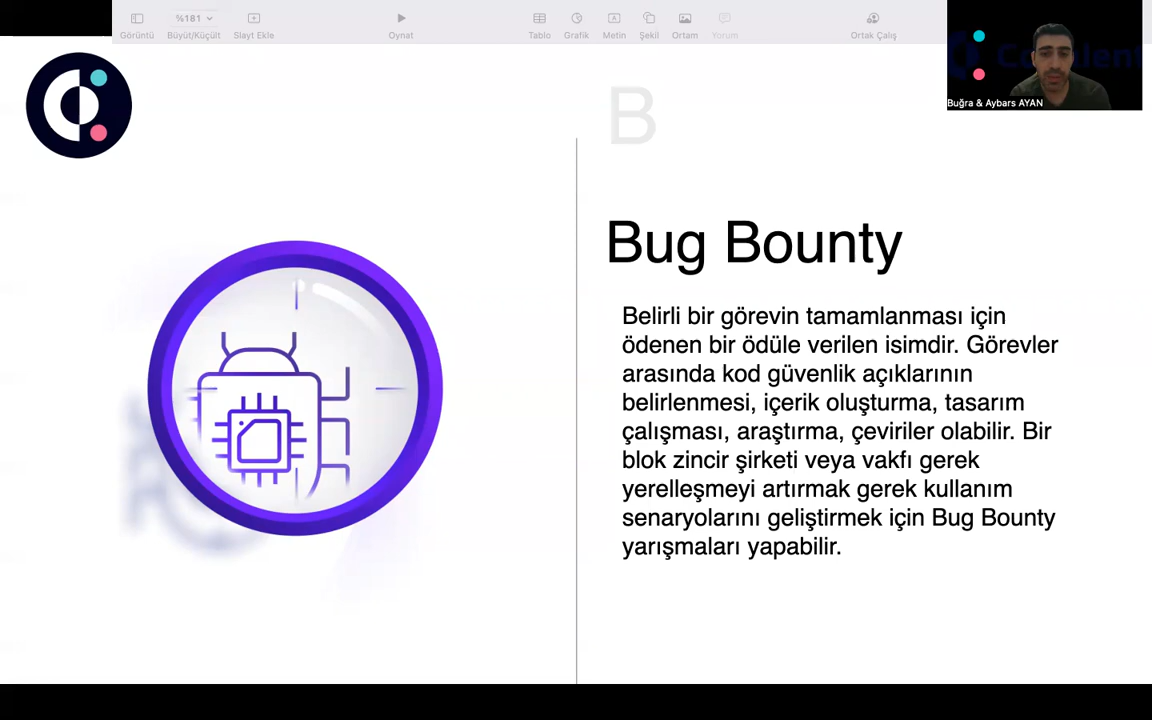 %181
Görüntü
Büyüt/Küçült
Slayt Ekle
Oynat
Tablo
Grafik
Metin
Şekil
Ortam
Yorum
Ortak Çalış
Buğra & Aybars AYAN
B
Bug Bounty
Belirli bir görevin tamamlanması için
ödenen bir ödüle verilen isimdir. Görevler
arasında kod güvenlik açıklarının
belirlenmesi, içerik oluşturma, tasarım
çalışması, araştırma, çeviriler olabilir. Bir
blok zincir şirketi veya vakfı gerek
yerelleşmeyi artırmak gerek kullanım
senaryolarını geliştirmek için Bug Bounty
yarışmaları yapabilir.